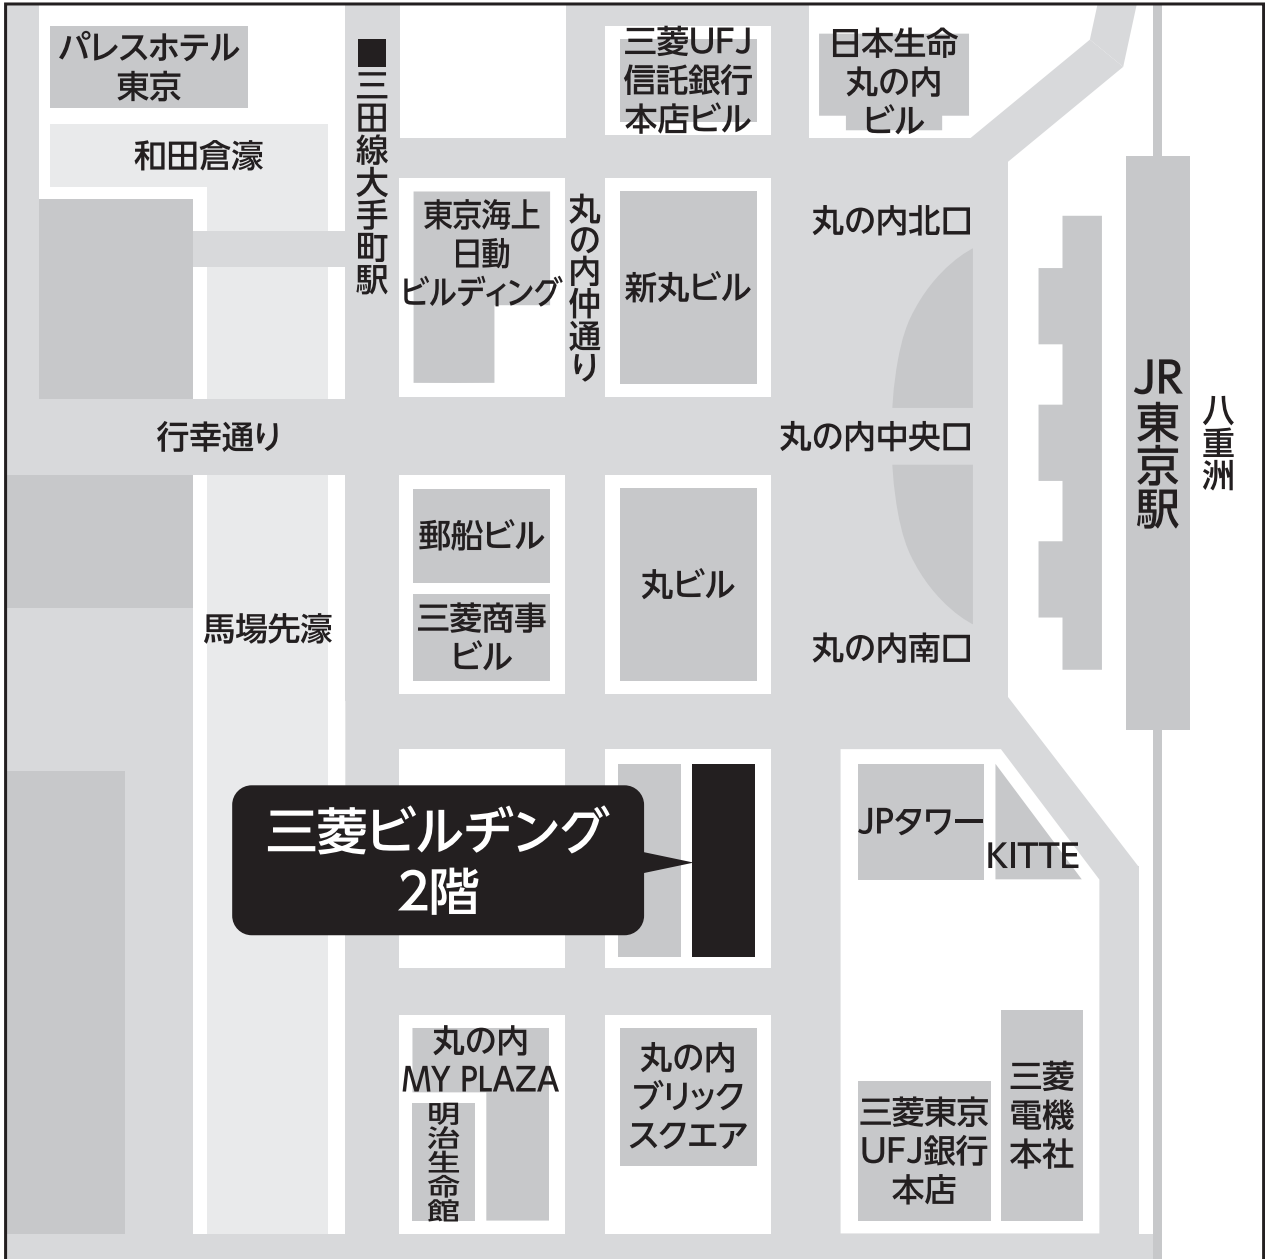 パレスホテル
東京
和田倉濠
■三田線大手町駅
三菱UFJ
信託銀行
本店ビル
日本生命
丸の内
ビル
東京海上
日動
ビルディング
丸の内仲通り
新丸ビル
丸の内北口
行幸通り
丸の内中央口
JR東京駅
八重洲
郵船ビル
三菱商事
ビル
丸ビル
馬場先濠
丸の内南口
三菱ビルヂング
2階
JPタワー
KITTE
丸の内
MY PLAZA
明治生命館
丸の内
ブリック
スクエア
三菱東京
UFJ銀行
本店
三菱
電機
本社